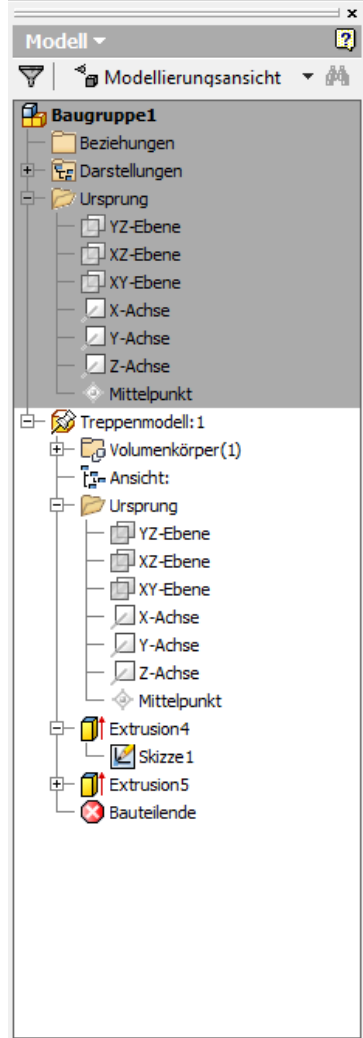 Modell
Modellierungsansicht
Baugruppe1
Beziehungen
Darstellungen
Ursprung
YZ-Ebene
XZ-Ebene
XY-Ebene
X-Achse
Y-Achse
Z-Achse
Mittelpunkt
Treppenmodell:1
Volumenkörper(1)
Ansicht:
Ursprung
YZ-Ebene
XZ-Ebene
XY-Ebene
X-Achse
Y-Achse
Z-Achse
Mittelpunkt
Extrusion4
Skizze1
Extrusion5
Bauteilende